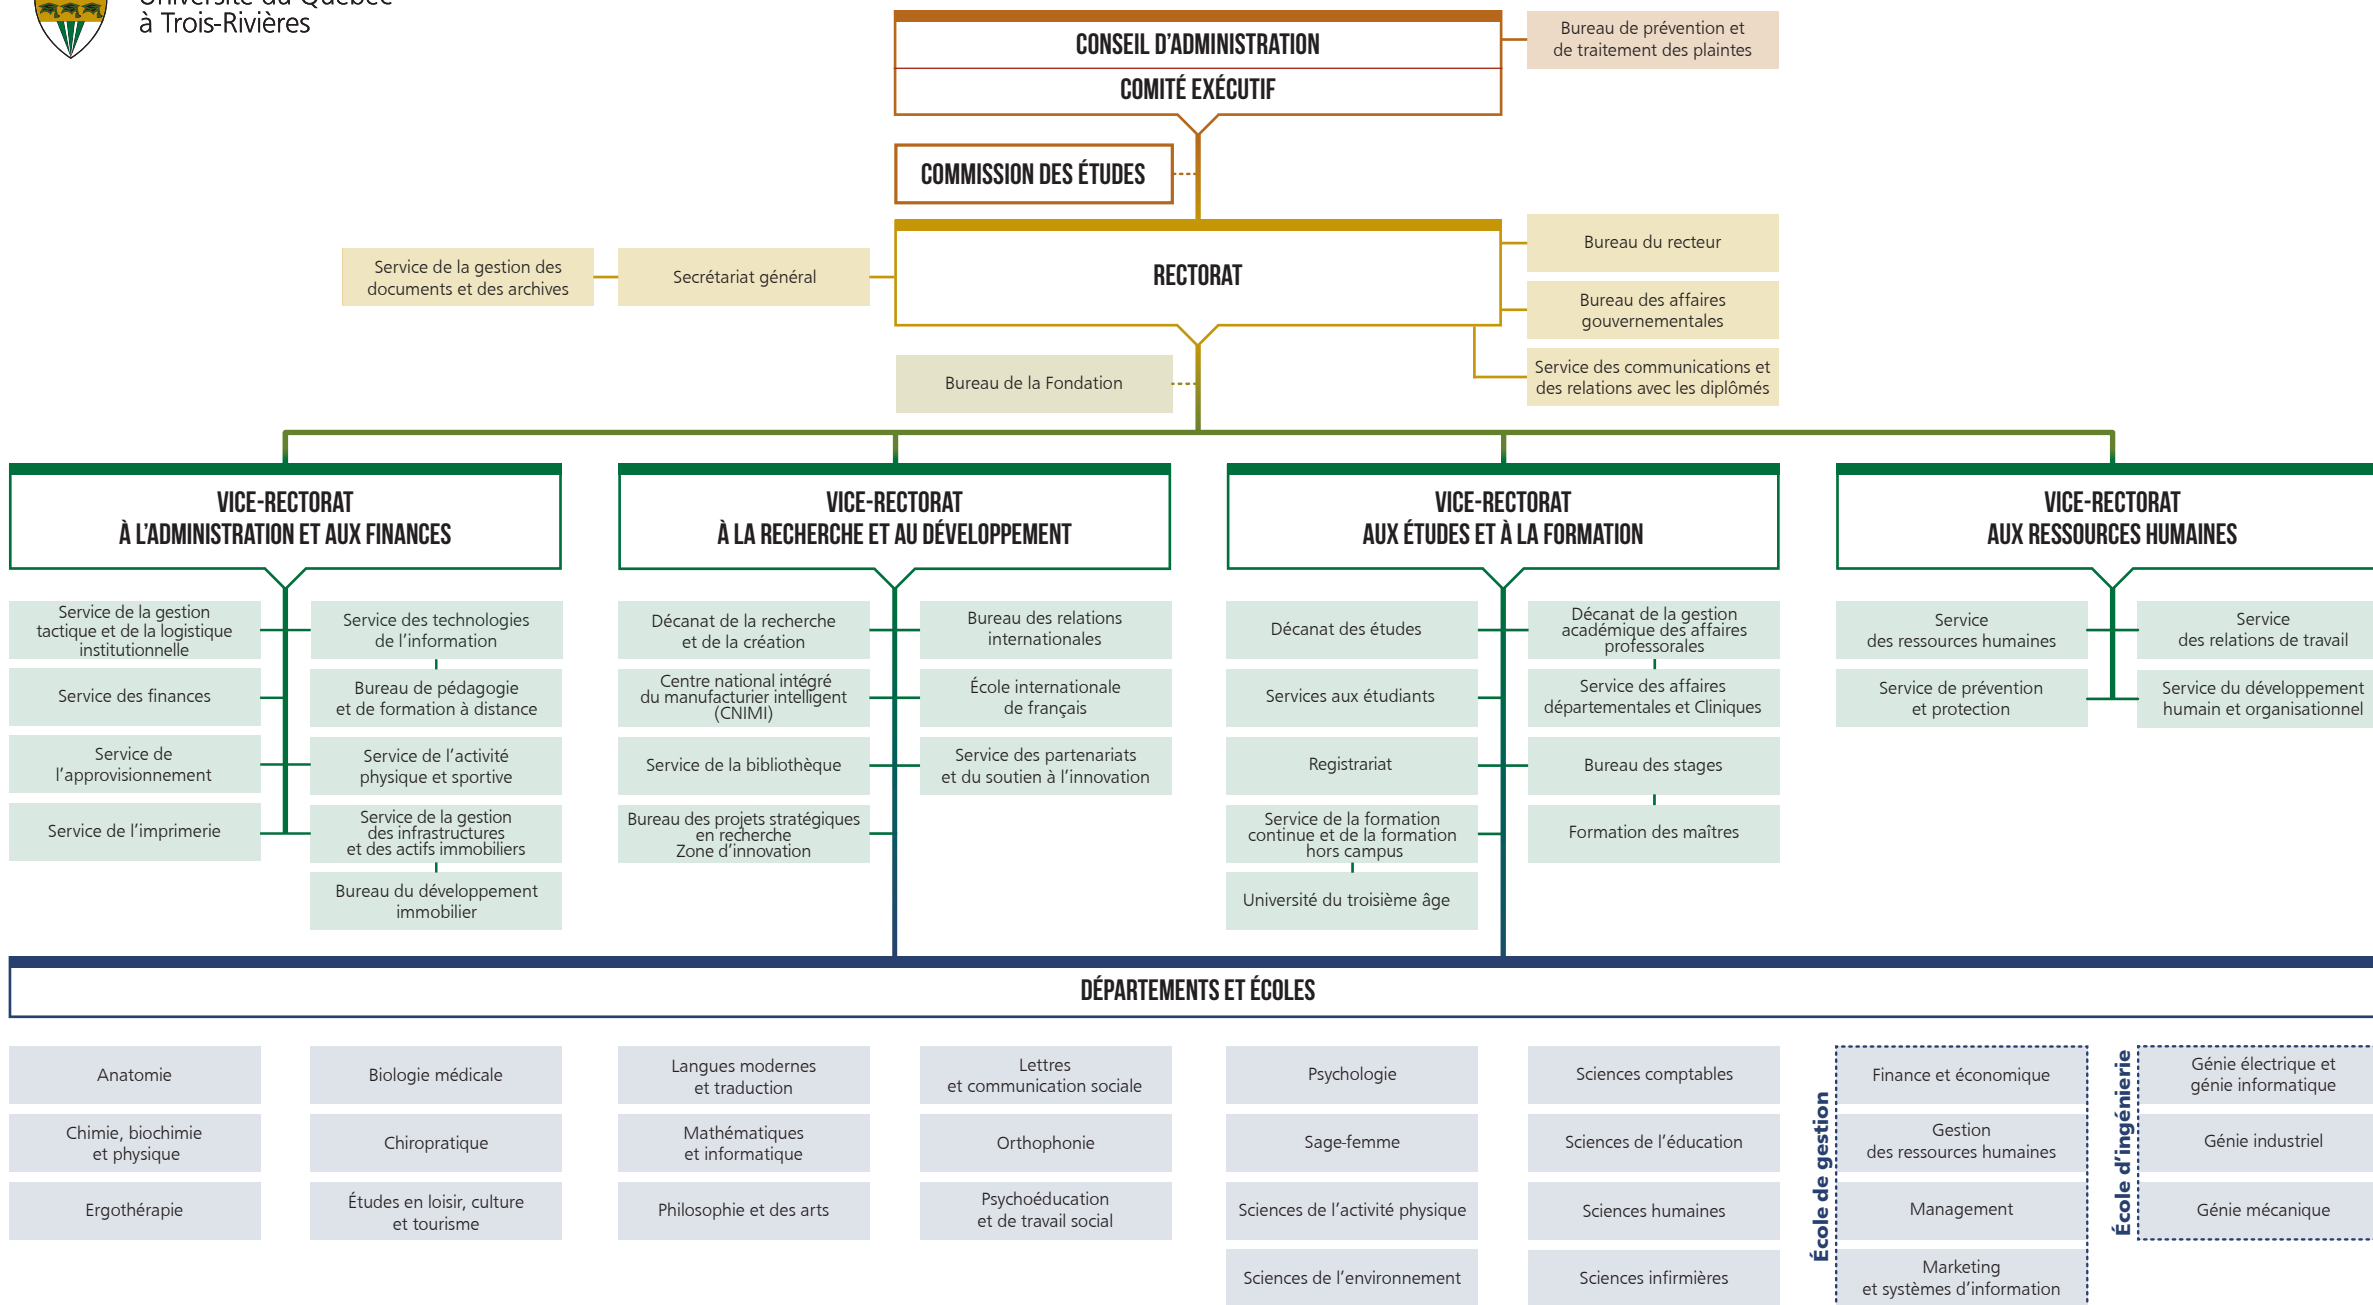 Université du Québec
à Trois-Rivières
CONSEIL D'ADMINISTRATION
COMITÉ EXÉCUTIF
Bureau de prévention et
de traitement des plaintes
COMMISSION DES ÉTUDES
RECTORAT
Service de la gestion des
documents et des archives
Secrétariat général
Bureau du recteur
Bureau des affaires
gouvernementales
Service des communications et
des relations avec les diplômés
Bureau de la Fondation
VICE-RECTORAT
À L'ADMINISTRATION ET AUX FINANCES
Service de la gestion
tactique et de la logistique
institutionnelle
Service des technologies
de l'information
Service des finances
Bureau de pédagogie
et de formation à distance
Service de
l'approvisionnement
Service de l'activité
physique et sportive
Service de l'imprimerie
Service de la gestion
des infrastructures
et des actifs immobiliers
Bureau du développement
immobilier
VICE-RECTORAT
À LA RECHERCHE ET AU DÉVELOPPEMENT
Décanat de la recherche
et de la création
Bureau des relations
internationales
Centre national intégré
du manufacturier intelligent
(CNIMI)
École internationale
de français
Service de la bibliothèque
Service des partenariats
et du soutien à l'innovation
Bureau des projets stratégiques
en recherche
Zone d'innovation
VICE-RECTORAT
AUX ÉTUDES ET À LA FORMATION
Décanat des études
Décanat de la gestion
académique des affaires
professorales
Services aux étudiants
Service des affaires
départementales et Cliniques
Registrariat
Bureau des stages
Service de la formation
continue et de la formation
hors campus
Formation des maîtres
Université du troisième âge
VICE-RECTORAT
AUX RESSOURCES HUMAINES
Service
des ressources humaines
Service
des relations de travail
Service de prévention
et protection
Service du développement
humain et organisationnel
DÉPARTEMENTS ET ÉCOLES
Anatomie
Chimie, biochimie
et physique
Ergothérapie
Biologie médicale
Chiropratique
Études en loisir, culture
et tourisme
Langues modernes
et traduction
Mathématiques
et informatique
Philosophie et des arts
Lettres
et communication sociale
Orthophonie
Psychoéducation
et de travail social
Psychologie
Sage-femme
Sciences de l'activité physique
Sciences de l'environnement
Sciences comptables
Sciences de l'éducation
Sciences humaines
Sciences infirmières
École de gestion
Finance et économique
Gestion
des ressources humaines
Management
Marketing
et systèmes d'information
École d'ingénierie
Génie électrique et
génie informatique
Génie industriel
Génie mécanique